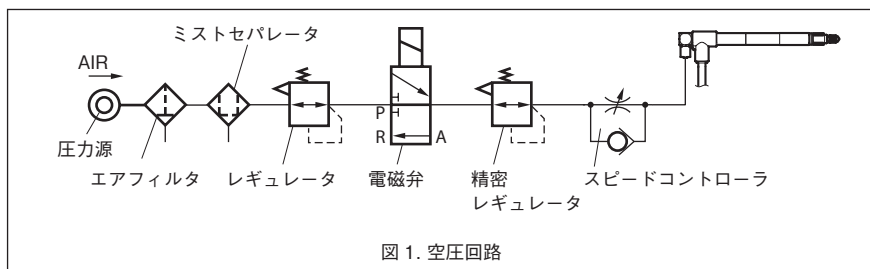 ミストセパレータ
AIR
P
R
A
圧力源
エアフィルタ
レギュレータ
電磁弁
精密
レギュレータ
スピードコントローラ
図 1. 空圧回路